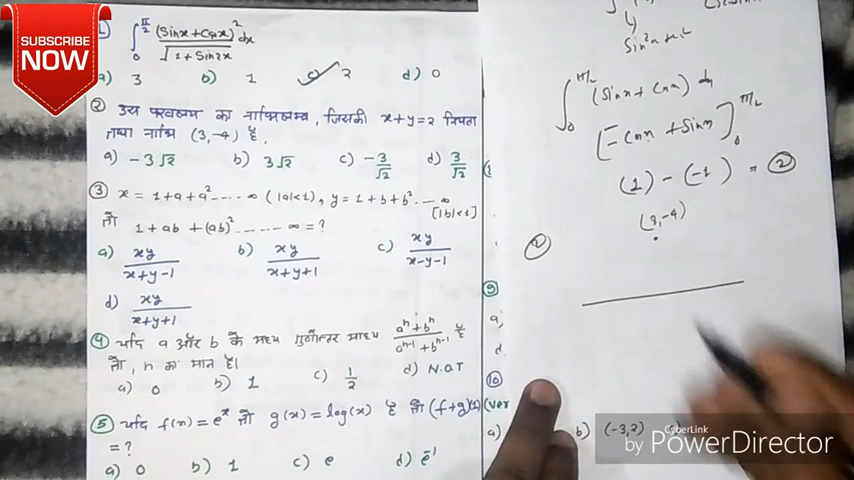 SUBSCRIBE
NOW
∫₀^(π/2) (Sinx + Cosx)² / √(1 + Sin2x) dx
a) 3 b) 1 c) 2 d) 0
② उस परवलय का नाभिलम्ब, जिसकी x+y=2 नियता
तथा नाभि (3,-4) है,
a) -3√2 b) 3√2 c) -3/√2 d) 3/√2
③ x = 1+a+a² ..... ∞ (|a|<1), y = 1+b+b² ... ∞
[|b|<1]
तो 1+ab+(ab)² ....... ∞ = ?
a) xy/(x+y-1) b) xy/(x+y+1) c) xy/(x-y-1)
d) xy/(x+y+1)
④ यदि a और b के मध्य गुणोत्तर माध्य (aⁿ+bⁿ)/(aⁿ⁻¹+bⁿ⁻¹) है
तो, n का मान है।
a) 0 b) 1 c) 1/2 d) N.O.T
⑤ यदि f(x) = eˣ तो g(x) = log(x) है तो (f+g)(1)
= ?
a) 0 b) 1 c) e d) e⁻¹
∫₀^(π/2) (Sinx + Cosx) dx
[-Cosx + Sinx]₀^(π/2)
(1) - (-1) = ②
(3,-4)
②
⑨
a,
d.
⑩
(ver
a) b) (-3,2)
CyberLink
by PowerDirector